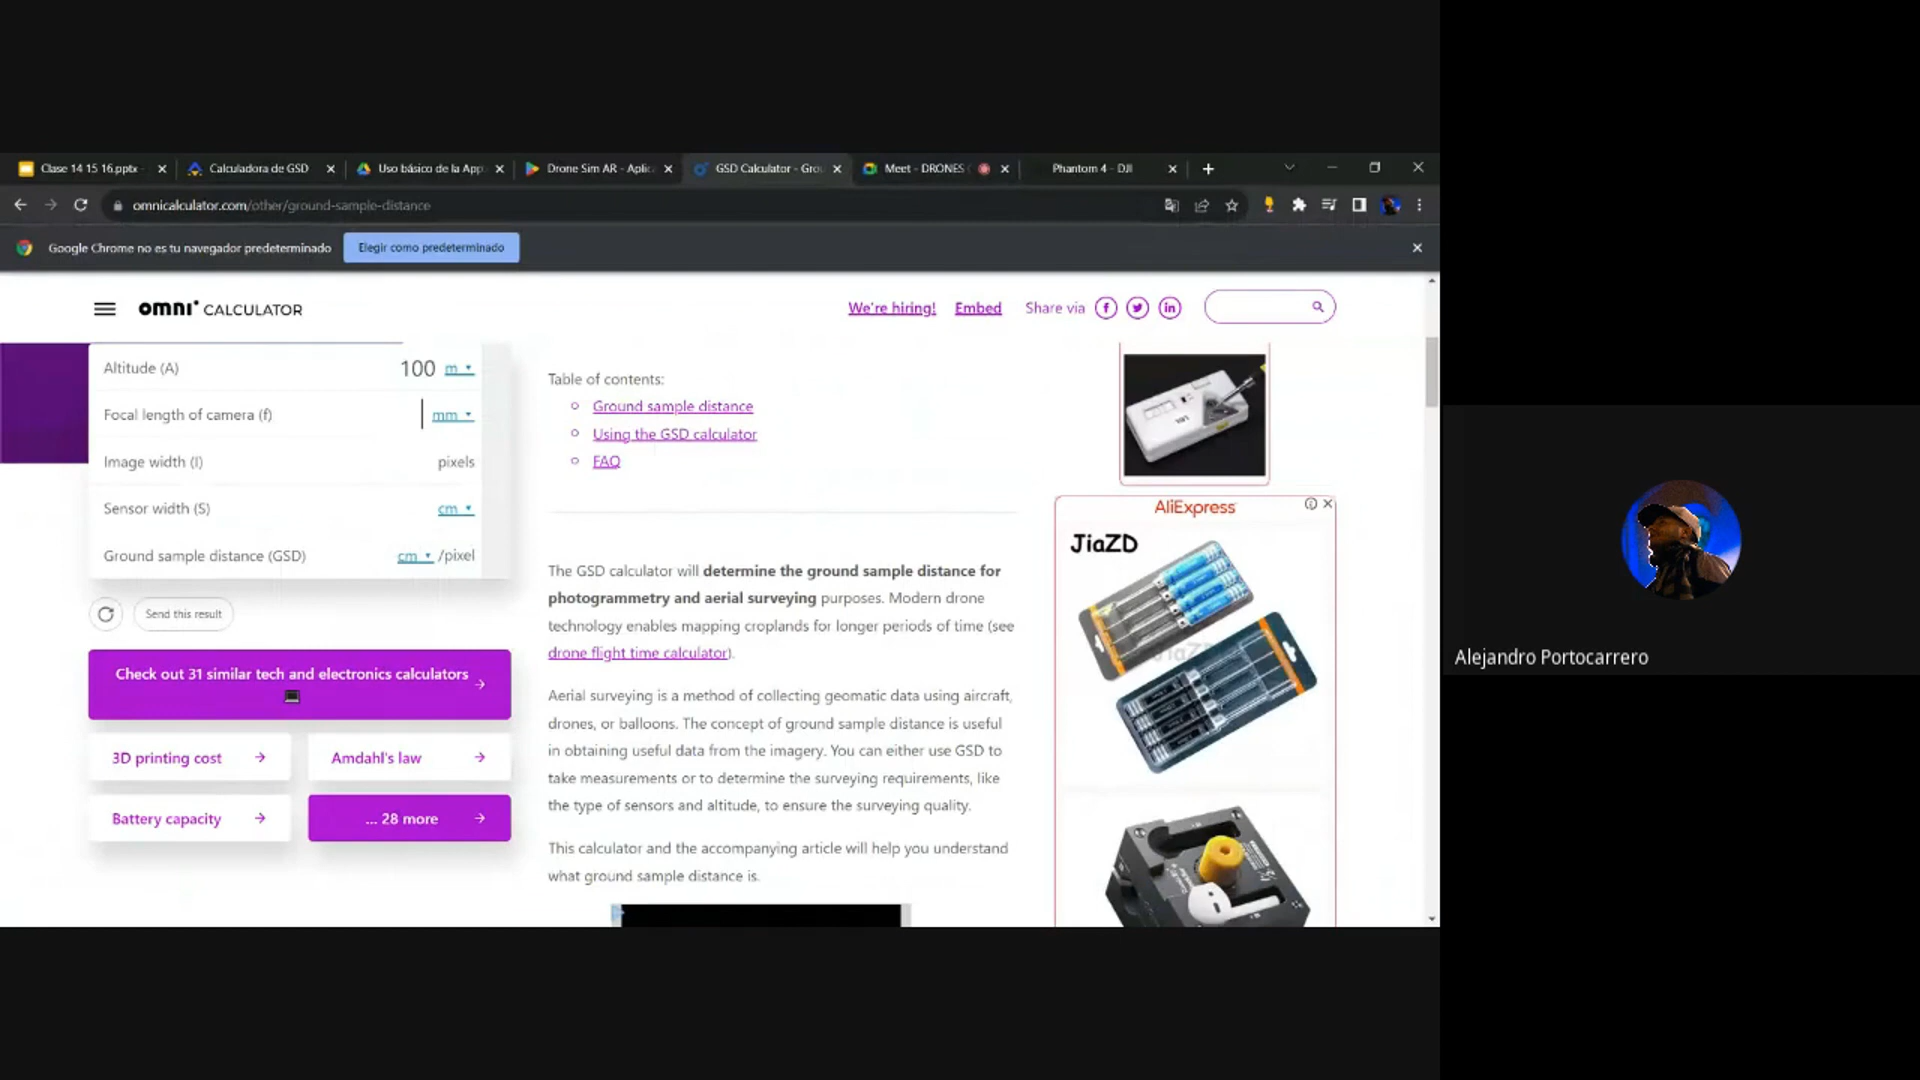 Clase 14 15 16.pptx
Calculadora de GSD
Uso básico de la App
Drone Sim AR - Aplic
GSD Calculator - Gro
Meet - DRONES
Phantom 4 - DJI
omnicalculator.com/other/ground-sample-distance
Google Chrome no es tu navegador predeterminado
Elegir como predeterminado
omni CALCULATOR
We're hiring!
Embed
Share via
Altitude (A) 100 m
Focal length of camera (f) mm
Image width (I) pixels
Sensor width (S) cm
Ground sample distance (GSD) cm /pixel
Send this result
Check out 31 similar tech and electronics calculators
3D printing cost
Amdahl's law
Battery capacity
... 28 more
Table of contents:
Ground sample distance
Using the GSD calculator
FAQ
The GSD calculator will determine the ground sample distance for
photogrammetry and aerial surveying purposes. Modern drone
technology enables mapping croplands for longer periods of time (see
drone flight time calculator).
Aerial surveying is a method of collecting geomatic data using aircraft,
drones, or balloons. The concept of ground sample distance is useful
in obtaining useful data from the imagery. You can either use GSD to
take measurements or to determine the surveying requirements, like
the type of sensors and altitude, to ensure the surveying quality.
This calculator and the accompanying article will help you understand
what ground sample distance is.
AliExpress
JiaZD
Alejandro Portocarrero